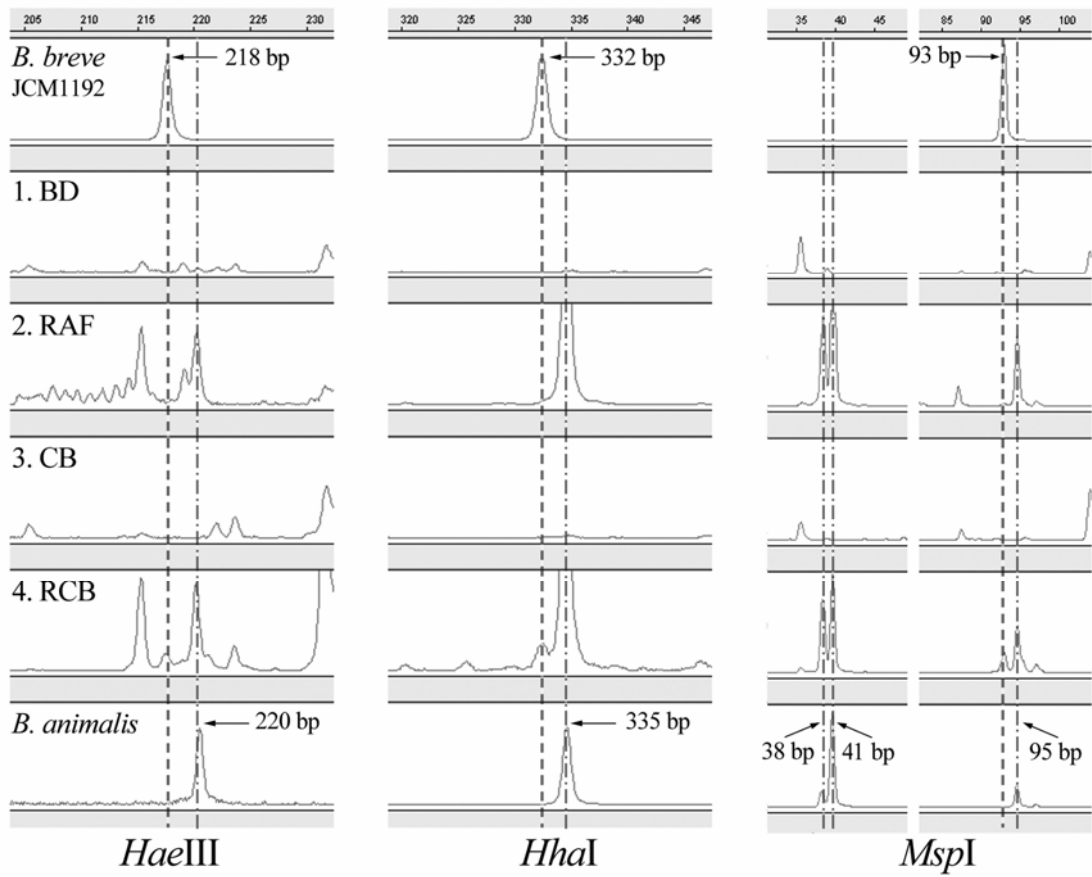 205 210 215 220 225 230
320 325 330 335 340 345
35 40 45 87 90 95 100
B. breve
JCM1192
218 bp
332 bp
93 bp
1. BD
2. RAF
3. CB
4. RCB
B. animalis
220 bp
335 bp
38 bp
41 bp
95 bp
HaeIII
HhaI
MspI